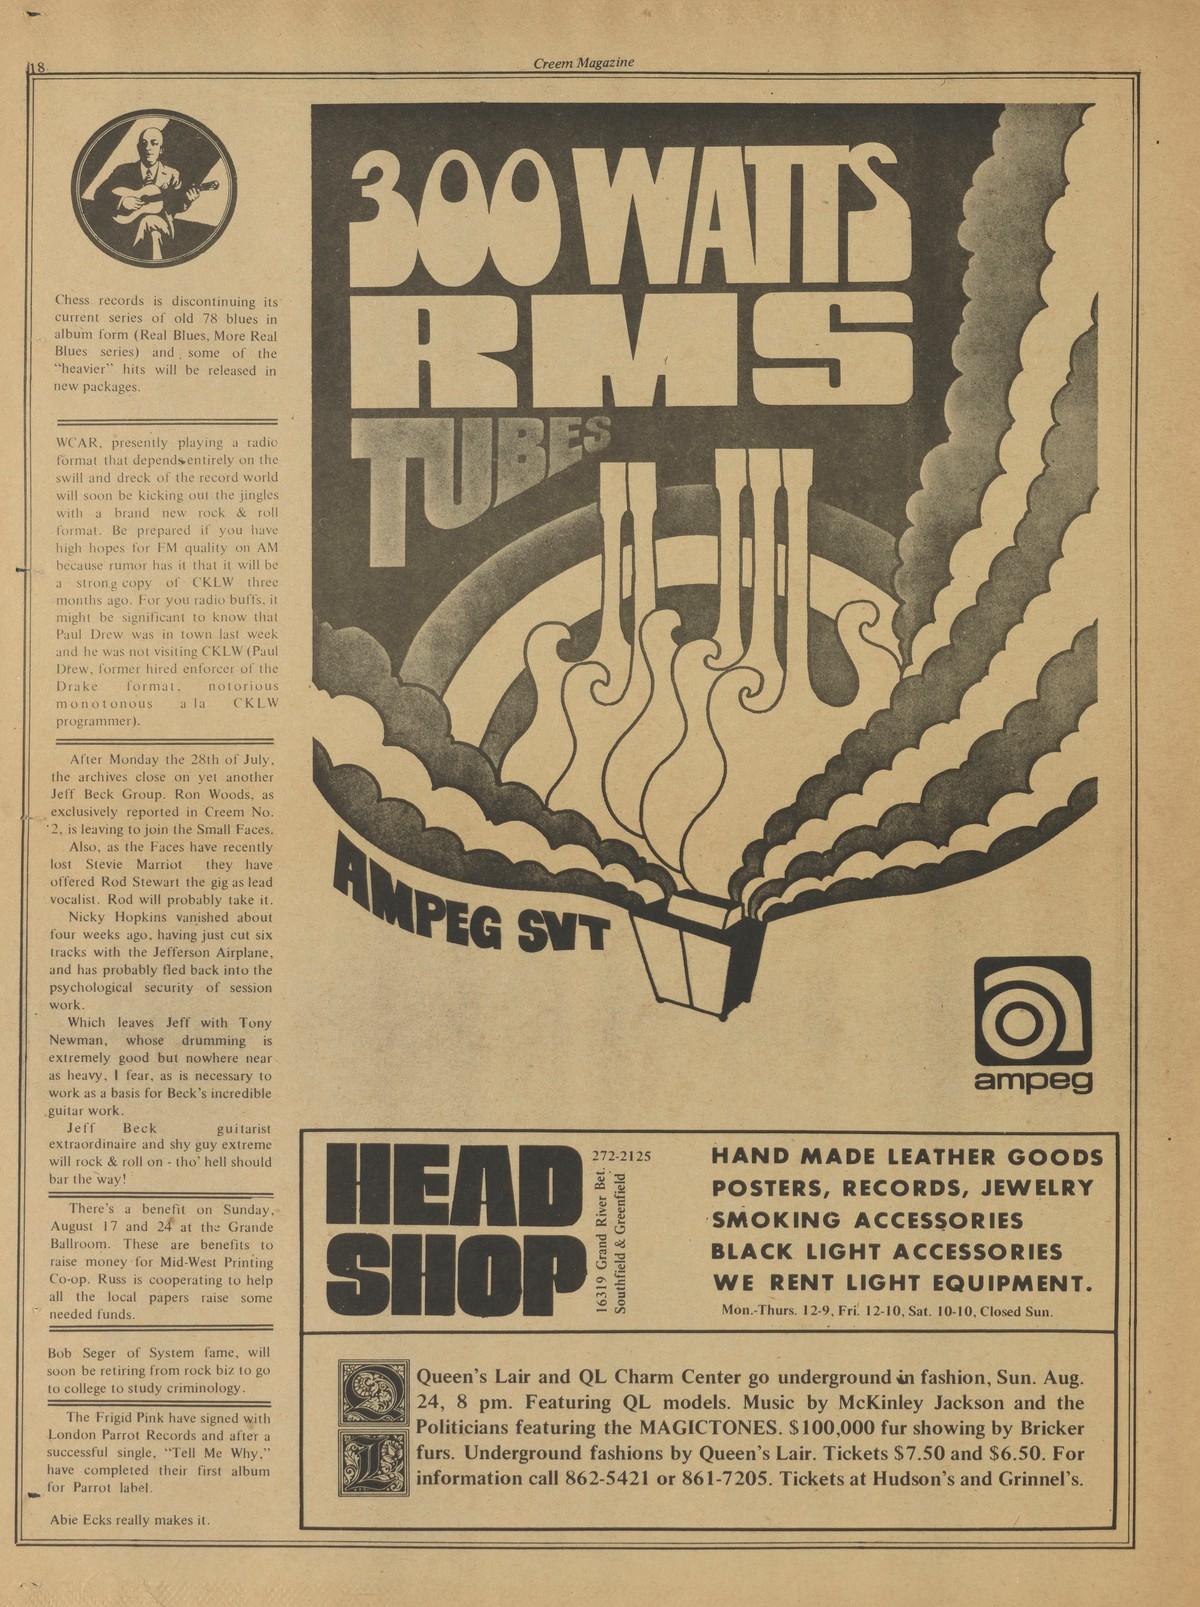 18
Creem Magazine
Chess records is discontinuing its
current series of old 78 blues in
album form (Real Blues, More Real
Blues series) and some of the
"heavier" hits will be released in
new packages.
WCAR, presently playing a radio
format that depends entirely on the
swill and dreck of the record world
will soon be kicking out the jingles
with a brand new rock & roll
format. Be prepared if you have
high hopes for FM quality on AM
because rumor has it that it will be
a strong copy of CKLW three
months ago. For you radio buffs, it
might be significant to know that
Paul Drew was in town last week
and he was not visiting CKLW (Paul
Drew, former hired enforcer of the
Drake format, notorious
monotonous a la CKLW
programmer).
After Monday the 28th of July,
the archives close on yet another
Jeff Beck Group. Ron Woods, as
exclusively reported in Creem No.
2, is leaving to join the Small Faces.
Also, as the Faces have recently
lost Stevie Marriot they have
offered Rod Stewart the gig as lead
vocalist. Rod will probably take it.
Nicky Hopkins vanished about
four weeks ago, having just cut six
tracks with the Jefferson Airplane,
and has probably fled back into the
psychological security of session
work.
Which leaves Jeff with Tony
Newman, whose drumming is
extremely good but nowhere near
as heavy, I fear, as is necessary to
work as a basis for Beck's incredible
guitar work.
Jeff Beck guitarist
extraordinaire and shy guy extreme
will rock & roll on - tho' hell should
bar the way!
There's a benefit on Sunday,
August 17 and 24 at the Grande
Ballroom. These are benefits to
raise money for Mid-West Printing
Co-op. Russ is cooperating to help
all the local papers raise some
needed funds.
Bob Seger of System fame, will
soon be retiring from rock biz to go
to college to study criminology.
The Frigid Pink have signed with
London Parrot Records and after a
successful single, "Tell Me Why,"
have completed their first album
for Parrot label.
Abie Ecks really makes it.
300 WATTS
RMS
TUBES
AMPEG SVT
ampeg
HEAD
SHOP
272-2125
16319 Grand River Bet.
Southfield & Greenfield
HAND MADE LEATHER GOODS
POSTERS, RECORDS, JEWELRY
SMOKING ACCESSORIES
BLACK LIGHT ACCESSORIES
WE RENT LIGHT EQUIPMENT.
Mon.-Thurs. 12-9, Fri. 12-10, Sat. 10-10, Closed Sun.
Q
L
Queen's Lair and QL Charm Center go underground in fashion, Sun. Aug.
24, 8 pm. Featuring QL models. Music by McKinley Jackson and the
Politicians featuring the MAGICTONES. $100,000 fur showing by Bricker
furs. Underground fashions by Queen's Lair. Tickets $7.50 and $6.50. For
information call 862-5421 or 861-7205. Tickets at Hudson's and Grinnel's.